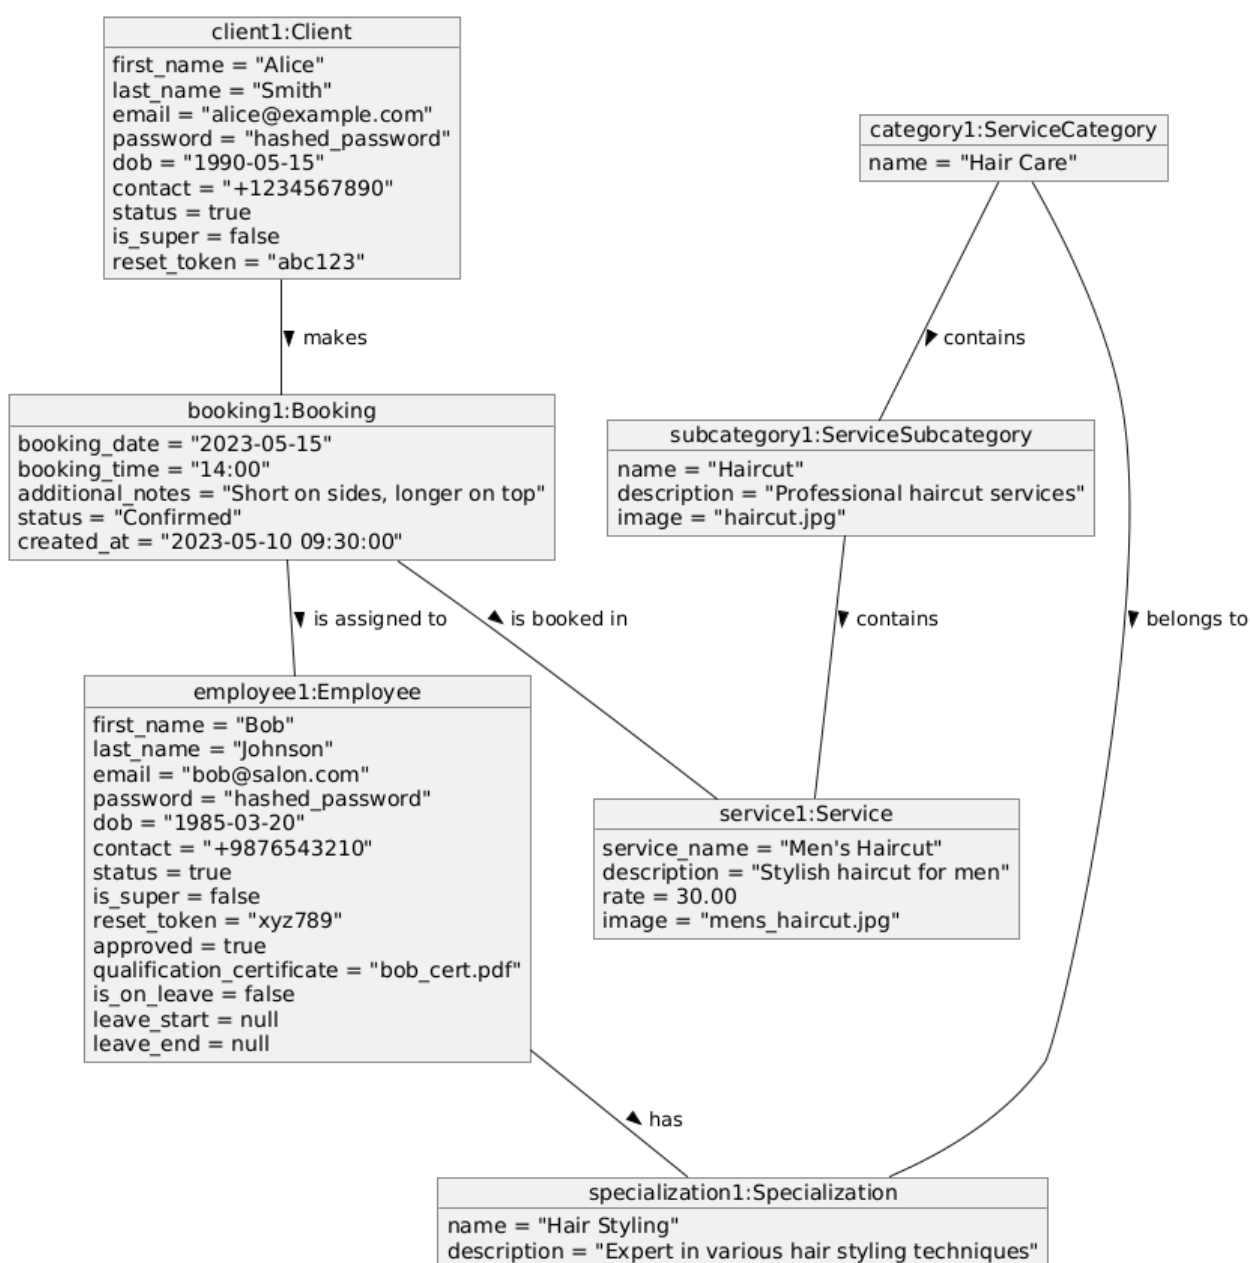 client1:Client
first_name = "Alice"
last_name = "Smith"
email = "alice@example.com"
password = "hashed_password"
dob = "1990-05-15"
contact = "+1234567890"
status = true
is_super = false
reset_token = "abc123"
category1:ServiceCategory
name = "Hair Care"
makes
contains
booking1:Booking
booking_date = "2023-05-15"
booking_time = "14:00"
additional_notes = "Short on sides, longer on top"
status = "Confirmed"
created_at = "2023-05-10 09:30:00"
subcategory1:ServiceSubcategory
name = "Haircut"
description = "Professional haircut services"
image = "haircut.jpg"
is assigned to
is booked in
contains
belongs to
employee1:Employee
first_name = "Bob"
last_name = "Johnson"
email = "bob@salon.com"
password = "hashed_password"
dob = "1985-03-20"
contact = "+9876543210"
status = true
is_super = false
reset_token = "xyz789"
approved = true
qualification_certificate = "bob_cert.pdf"
is_on_leave = false
leave_start = null
leave_end = null
service1:Service
service_name = "Men's Haircut"
description = "Stylish haircut for men"
rate = 30.00
image = "mens_haircut.jpg"
has
specialization1:Specialization
name = "Hair Styling"
description = "Expert in various hair styling techniques"